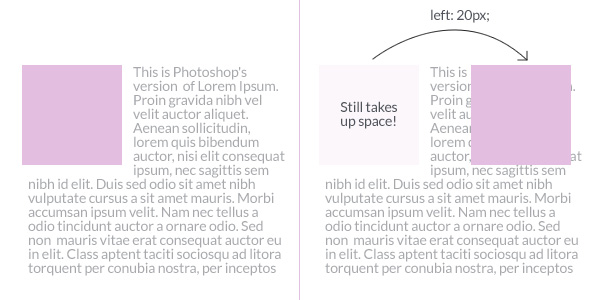 This is Photoshop's
version of Lorem Ipsum.
Proin gravida nibh vel
velit auctor aliquet.
Aenean sollicitudin,
lorem quis bibendum
auctor, nisi elit consequat
ipsum, nec sagittis sem
nibh id elit. Duis sed odio sit amet nibh
vulputate cursus a sit amet mauris. Morbi
accumsan ipsum velit. Nam nec tellus a
odio tincidunt auctor a ornare odio. Sed
non mauris vitae erat consequat auctor eu
in elit. Class aptent taciti sociosqu ad litora
torquent per conubia nostra, per inceptos
left: 20px;
Still takes
up space!
This is
version
Proin g
velit au
Aenean
lorem q
auctor, at
ipsum, nec sagittis sem
nibh id elit. Duis sed odio sit amet nibh
vulputate cursus a sit amet mauris. Morbi
accumsan ipsum velit. Nam nec tellus a
odio tincidunt auctor a ornare odio. Sed
non mauris vitae erat consequat auctor eu
in elit. Class aptent taciti sociosqu ad litora
torquent per conubia nostra, per inceptos